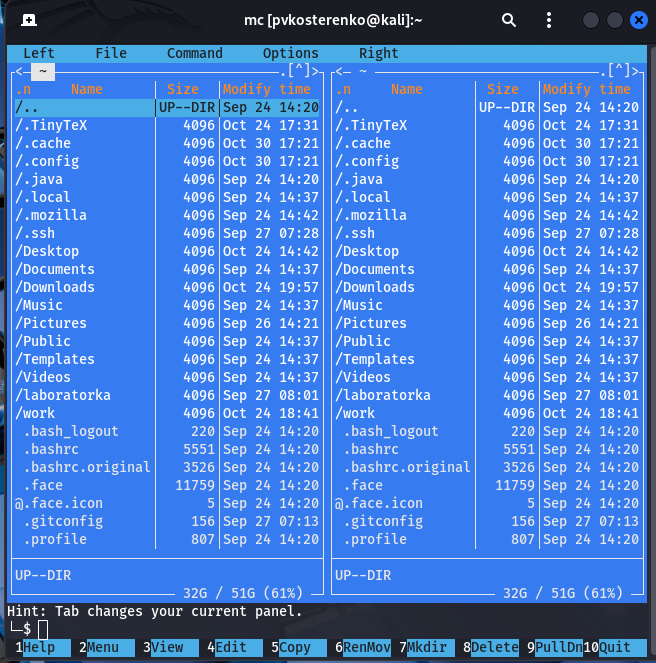 mc [pvkosterenko@kali]:~
Left File Command Options Right
<- ~ .[^]> <- ~ .[^]>
.n Name Size Modify time .n Name Size Modify time
/.. UP--DIR Sep 24 14:20 /.. UP--DIR Sep 24 14:20
/.TinyTeX 4096 Oct 24 17:31 /.TinyTeX 4096 Oct 24 17:31
/.cache 4096 Oct 30 17:21 /.cache 4096 Oct 30 17:21
/.config 4096 Oct 30 17:21 /.config 4096 Oct 30 17:21
/.java 4096 Sep 24 14:20 /.java 4096 Sep 24 14:20
/.local 4096 Sep 24 14:37 /.local 4096 Sep 24 14:37
/.mozilla 4096 Sep 24 14:42 /.mozilla 4096 Sep 24 14:42
/.ssh 4096 Sep 27 07:28 /.ssh 4096 Sep 27 07:28
/Desktop 4096 Oct 24 14:42 /Desktop 4096 Oct 24 14:42
/Documents 4096 Sep 24 14:37 /Documents 4096 Sep 24 14:37
/Downloads 4096 Oct 24 19:57 /Downloads 4096 Oct 24 19:57
/Music 4096 Sep 24 14:37 /Music 4096 Sep 24 14:37
/Pictures 4096 Sep 26 14:21 /Pictures 4096 Sep 26 14:21
/Public 4096 Sep 24 14:37 /Public 4096 Sep 24 14:37
/Templates 4096 Sep 24 14:37 /Templates 4096 Sep 24 14:37
/Videos 4096 Sep 24 14:37 /Videos 4096 Sep 24 14:37
/laboratorka 4096 Sep 27 08:01 /laboratorka 4096 Sep 27 08:01
/work 4096 Oct 24 18:41 /work 4096 Oct 24 18:41
.bash_logout 220 Sep 24 14:20 .bash_logout 220 Sep 24 14:20
.bashrc 5551 Sep 24 14:20 .bashrc 5551 Sep 24 14:20
.bashrc.original 3526 Sep 24 14:20 .bashrc.original 3526 Sep 24 14:20
.face 11759 Sep 24 14:20 .face 11759 Sep 24 14:20
@.face.icon 5 Sep 24 14:20 @.face.icon 5 Sep 24 14:20
.gitconfig 156 Sep 27 07:13 .gitconfig 156 Sep 27 07:13
.profile 807 Sep 24 14:20 .profile 807 Sep 24 14:20
UP--DIR UP--DIR
32G / 51G (61%) 32G / 51G (61%)
Hint: Tab changes your current panel.
└─$
1Help 2Menu 3View 4Edit 5Copy 6RenMov 7Mkdir 8Delete 9PullDn 10Quit